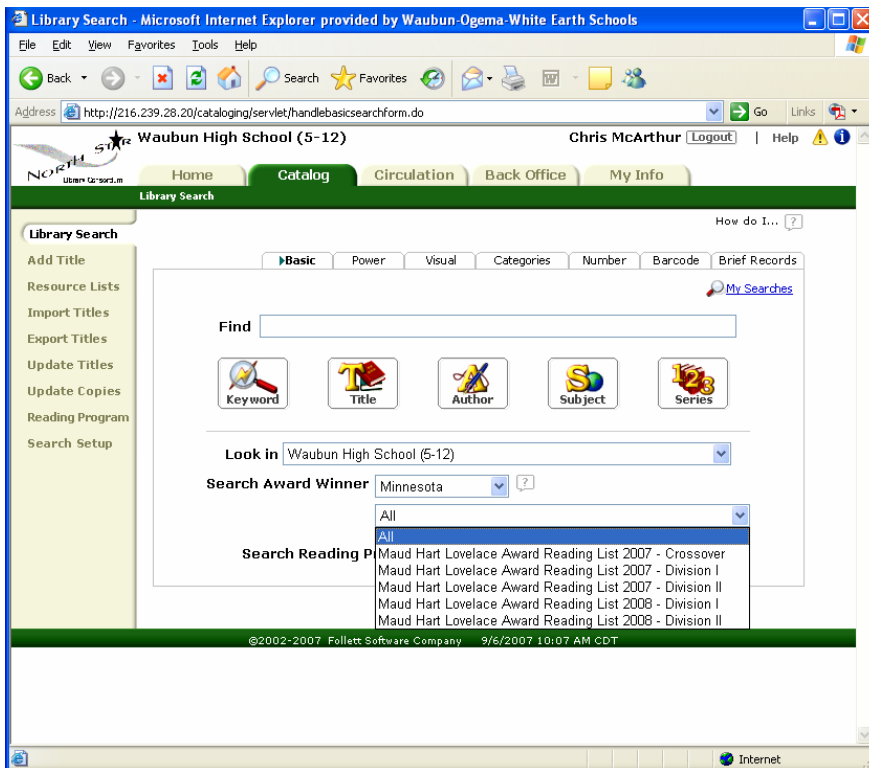 Library Search - Microsoft Internet Explorer provided by Waubun-Ogema-White Earth Schools
File Edit View Favorites Tools Help
Back Search Favorites
Address http://216.239.28.20/cataloging/servlet/handlebasicsearchform.do Go Links
NORTH STAR Waubun High School (5-12) Chris McArthur Logout | Help
Home Catalog Circulation Back Office My Info
Library Search
How do I... ?
Library Search
Add Title
Resource Lists
Import Titles
Export Titles
Update Titles
Update Copies
Reading Program
Search Setup
Basic Power Visual Categories Number Barcode Brief Records
My Searches
Find
Keyword Title Author Subject Series
Look in Waubun High School (5-12)
Search Award Winner Minnesota ?
All
All
Search Reading P
Maud Hart Lovelace Award Reading List 2007 - Crossover
Maud Hart Lovelace Award Reading List 2007 - Division I
Maud Hart Lovelace Award Reading List 2007 - Division II
Maud Hart Lovelace Award Reading List 2008 - Division I
Maud Hart Lovelace Award Reading List 2008 - Division II
©2002-2007 Follett Software Company 9/6/2007 10:07 AM CDT
Internet